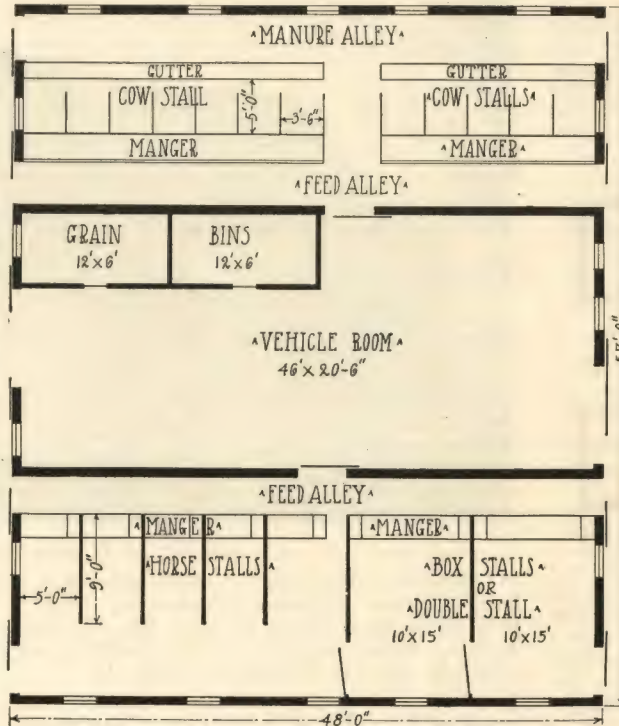 MANURE ALLEY
GUTTER GUTTER
COW STALL COW STALLS
5'-0" 3'-6"
MANGER MANGER
FEED ALLEY
GRAIN BINS
12'x6' 12'x6'
VEHICLE ROOM
46'x20'-6"
FEED ALLEY
MANGER MANGER
HORSE STALLS BOX STALLS
OR
5'-0" 9'-0" DOUBLE STALL
10'x15' 10'x15'
48'-0"